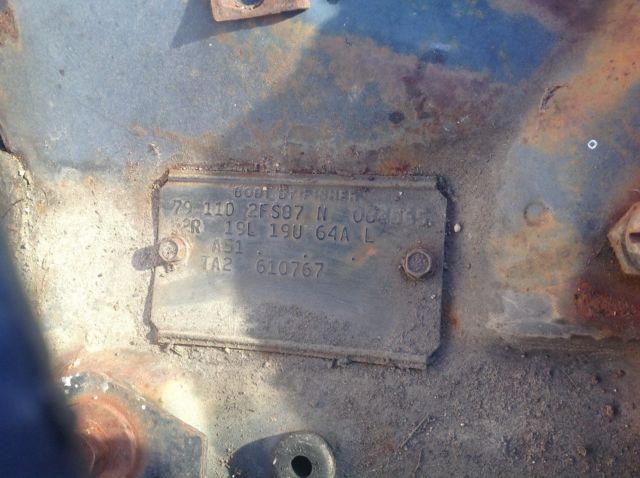 BODY BY FISHER
79 11D 2FS87 N
R 19L 19U 64A L
A51 . . .
TA2 610767